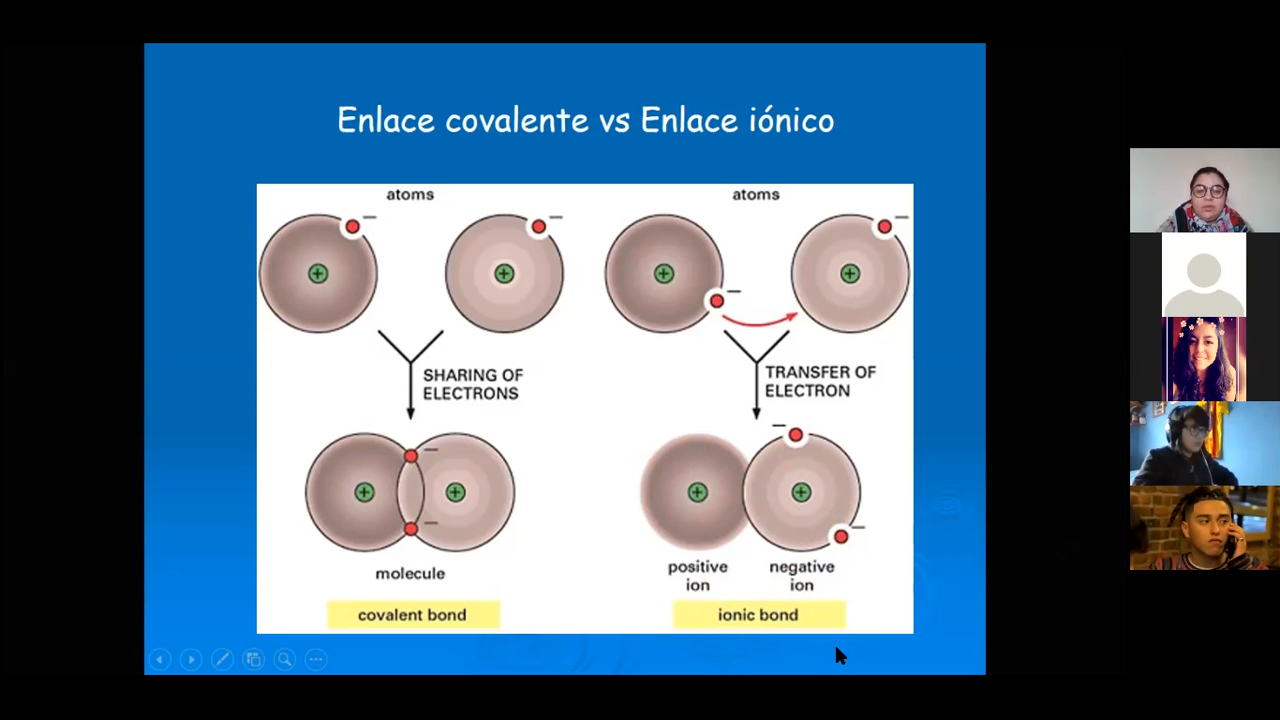 Enlace covalente vs Enlace iónico
atoms
atoms
SHARING OF
ELECTRONS
TRANSFER OF
ELECTRON
molecule
positive
ion
negative
ion
covalent bond
ionic bond